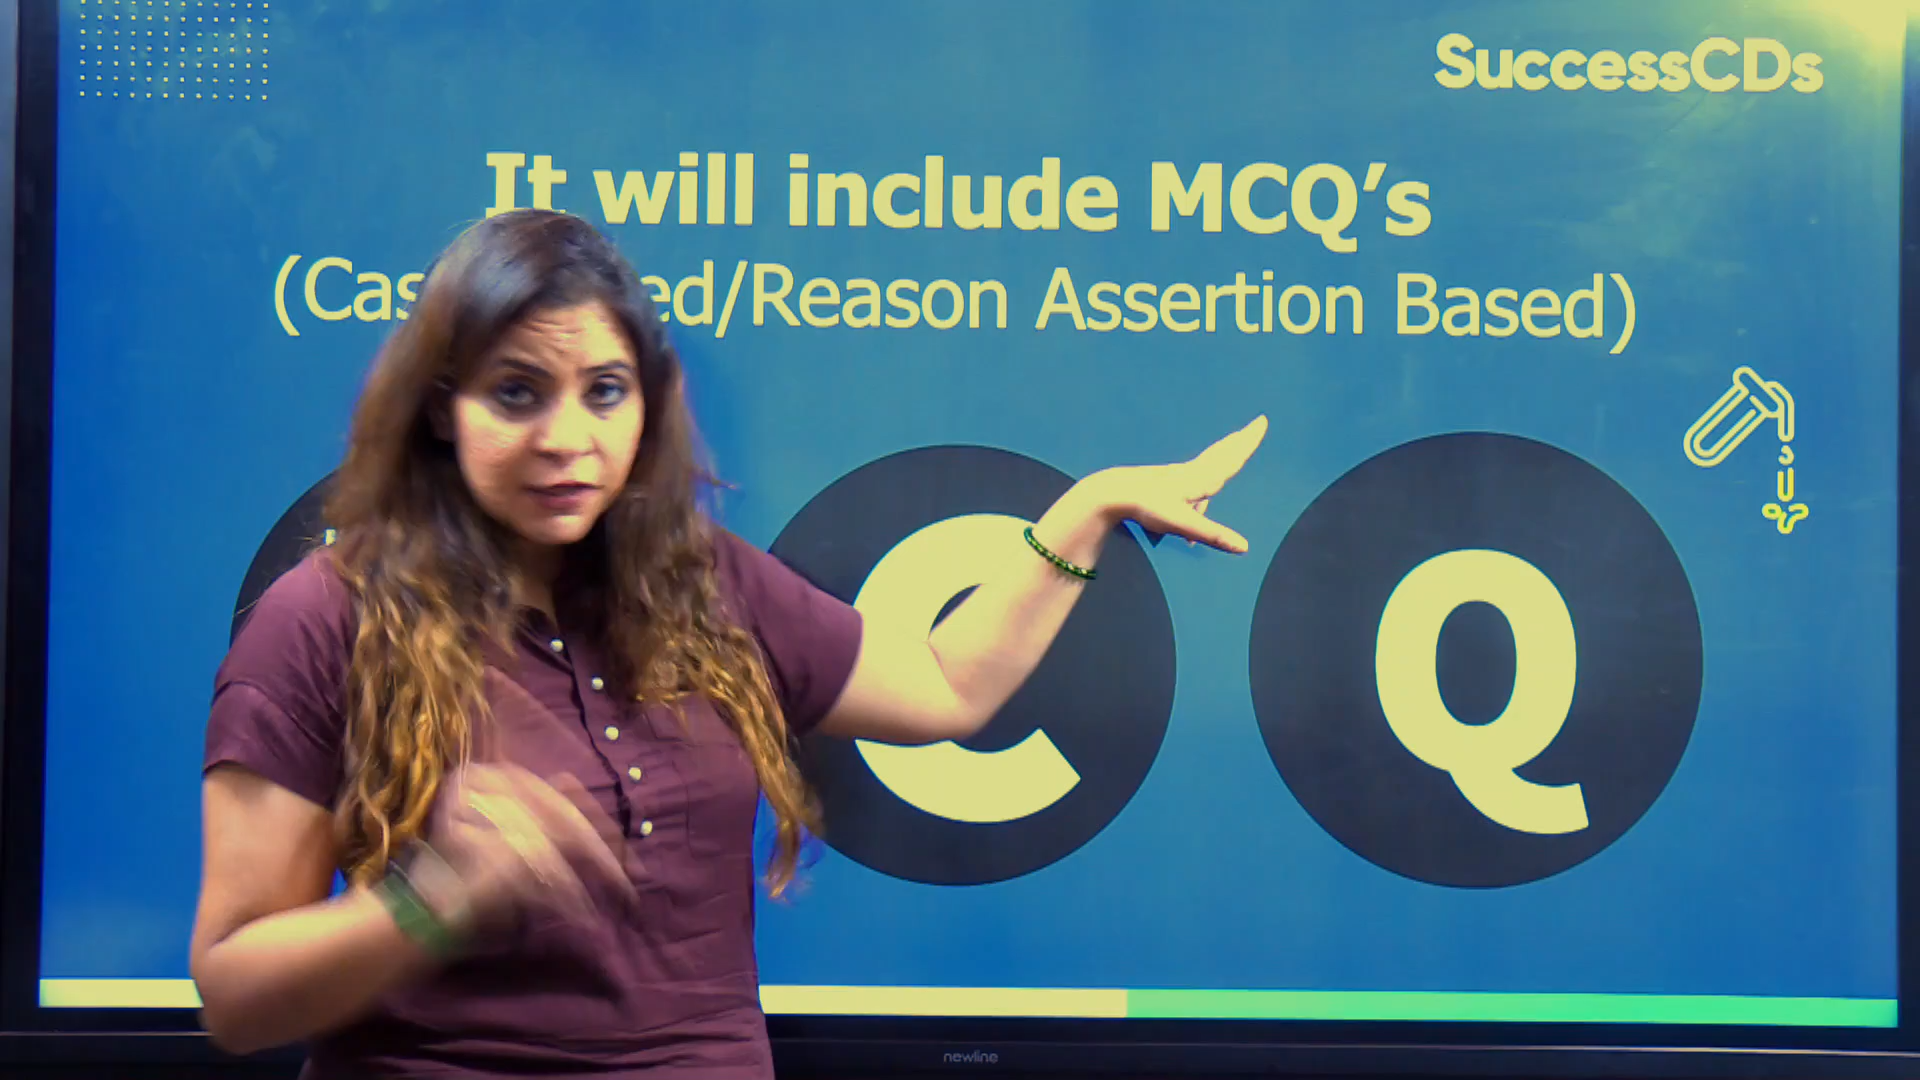 SuccessCDs
It will include MCQ's
(Cas ed/Reason Assertion Based)
C Q
newline